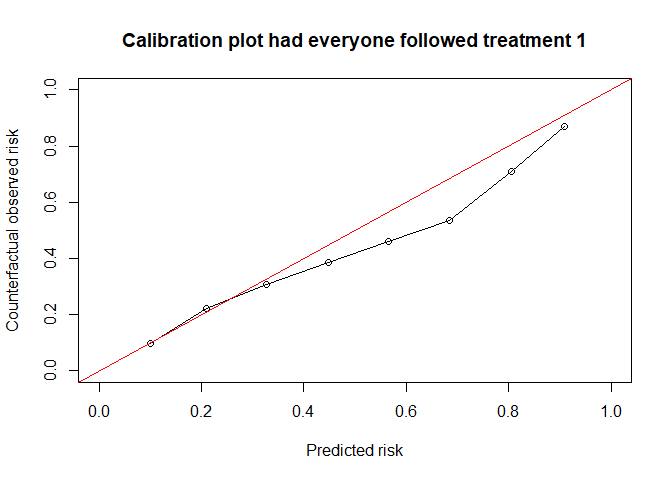 Calibration plot had everyone followed treatment 1
Counterfactual observed risk
1.0
0.8
0.6
0.4
0.2
0.0
0.0 0.2 0.4 0.6 0.8 1.0
Predicted risk